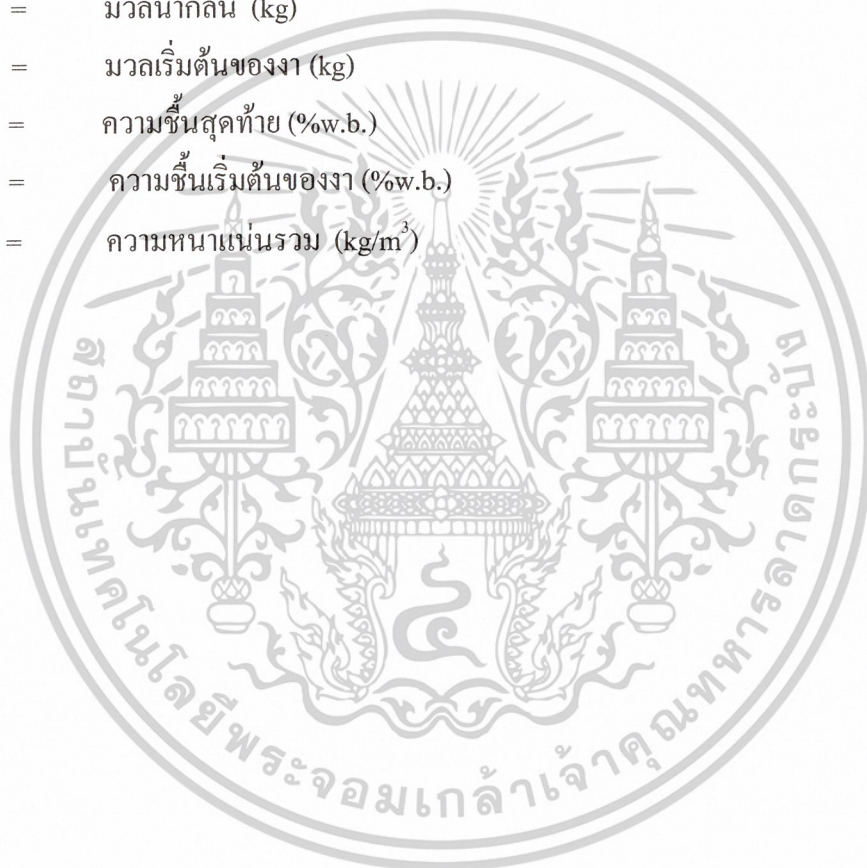 = มวลน้ำกลั่น (kg)
= มวลเริ่มต้นของงา (kg)
= ความชื้นสุดท้าย (%w.b.)
= ความชื้นเริ่มต้นของงา (%w.b.)
= ความหนาแน่นรวม (kg/m³)
สถาบันเทคโนโลยีพระจอมเกล้าเจ้าคุณทหารลาดกระบัง